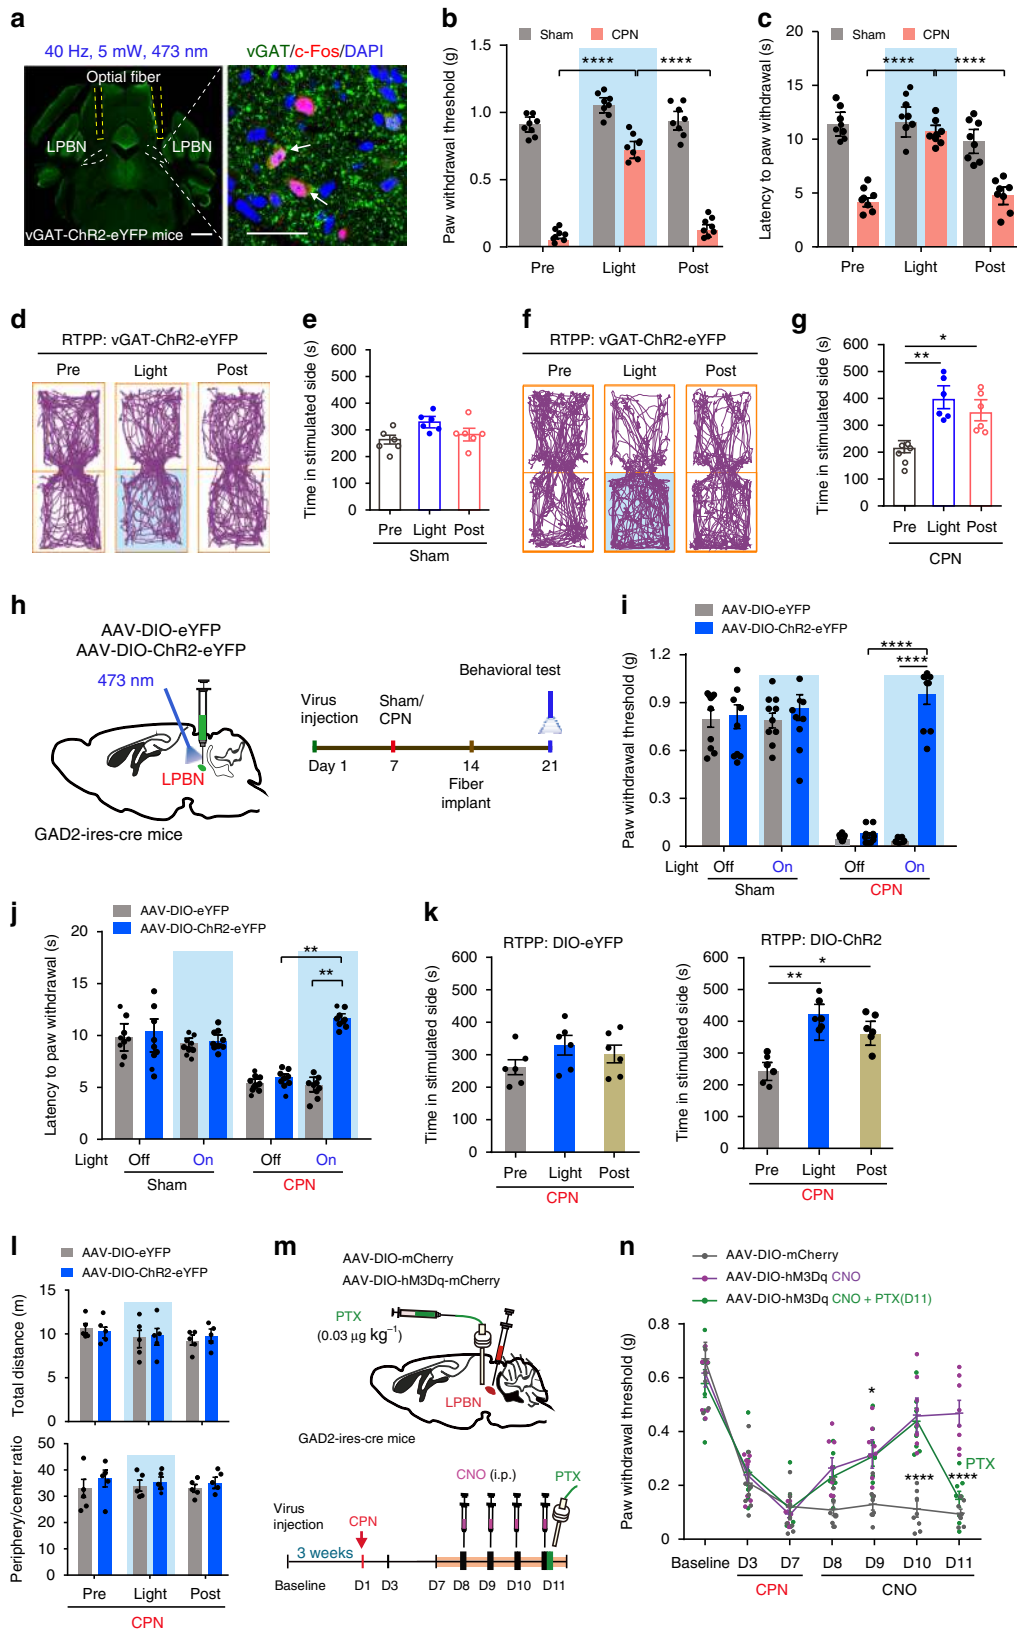 a
40 Hz, 5 mW, 473 nm
Optial fiber
LPBN
LPBN
vGAT-ChR2-eYFP mice
vGAT/c-Fos/DAPI
b
Sham
CPN
Paw withdrawal threshold (g)
1.5
1.0
0.5
0
****
****
Pre
Light
Post
c
Sham
CPN
Latency to paw withdrawal (s)
20
15
10
5
0
****
****
Pre
Light
Post
d
RTPP: vGAT-ChR2-eYFP
Pre
Light
Post
e
Time in stimulated side (s)
600
500
400
300
200
100
0
Pre
Light
Post
Sham
f
RTPP: vGAT-ChR2-eYFP
Pre
Light
Post
g
Time in stimulated side (s)
600
500
400
300
200
100
0
*
**
Pre
Light
Post
CPN
h
AAV-DIO-eYFP
AAV-DIO-ChR2-eYFP
473 nm
LPBN
GAD2-ires-cre mice
Virus
injection
Sham/
CPN
Behavioral test
Day 1
7
14
21
Fiber
implant
i
AAV-DIO-eYFP
AAV-DIO-ChR2-eYFP
Paw withdrawal threshold (g)
1.2
0.9
0.6
0.3
0
****
****
Light
Off
On
Off
On
Sham
CPN
j
AAV-DIO-eYFP
AAV-DIO-ChR2-eYFP
Latency to paw withdrawal (s)
20
15
10
5
0
**
**
Light
Off
On
Off
On
Sham
CPN
k
RTPP: DIO-eYFP
Time in stimulated side (s)
600
500
400
300
200
100
0
Pre
Light
Post
CPN
RTPP: DIO-ChR2
Time in stimulated side (s)
600
500
400
300
200
100
0
*
**
Pre
Light
Post
CPN
l
AAV-DIO-eYFP
AAV-DIO-ChR2-eYFP
Total distance (m)
15
10
5
0
Periphery/center ratio
50
40
30
20
10
0
Pre
Light
Post
CPN
m
AAV-DIO-mCherry
AAV-DIO-hM3Dq-mCherry
PTX
(0.03 μg kg⁻¹)
LPBN
GAD2-ires-cre mice
CNO (i.p.)
PTX
Virus
injection
CPN
3 weeks
Baseline
D1
D3
D7
D8
D9
D10
D11
n
AAV-DIO-mCherry
AAV-DIO-hM3Dq CNO
AAV-DIO-hM3Dq CNO + PTX(D11)
Paw withdrawal threshold (g)
0.8
0.6
0.4
0.2
0
*
****
****
PTX
Baseline
D3
D7
D8
D9
D10
D11
CPN
CNO